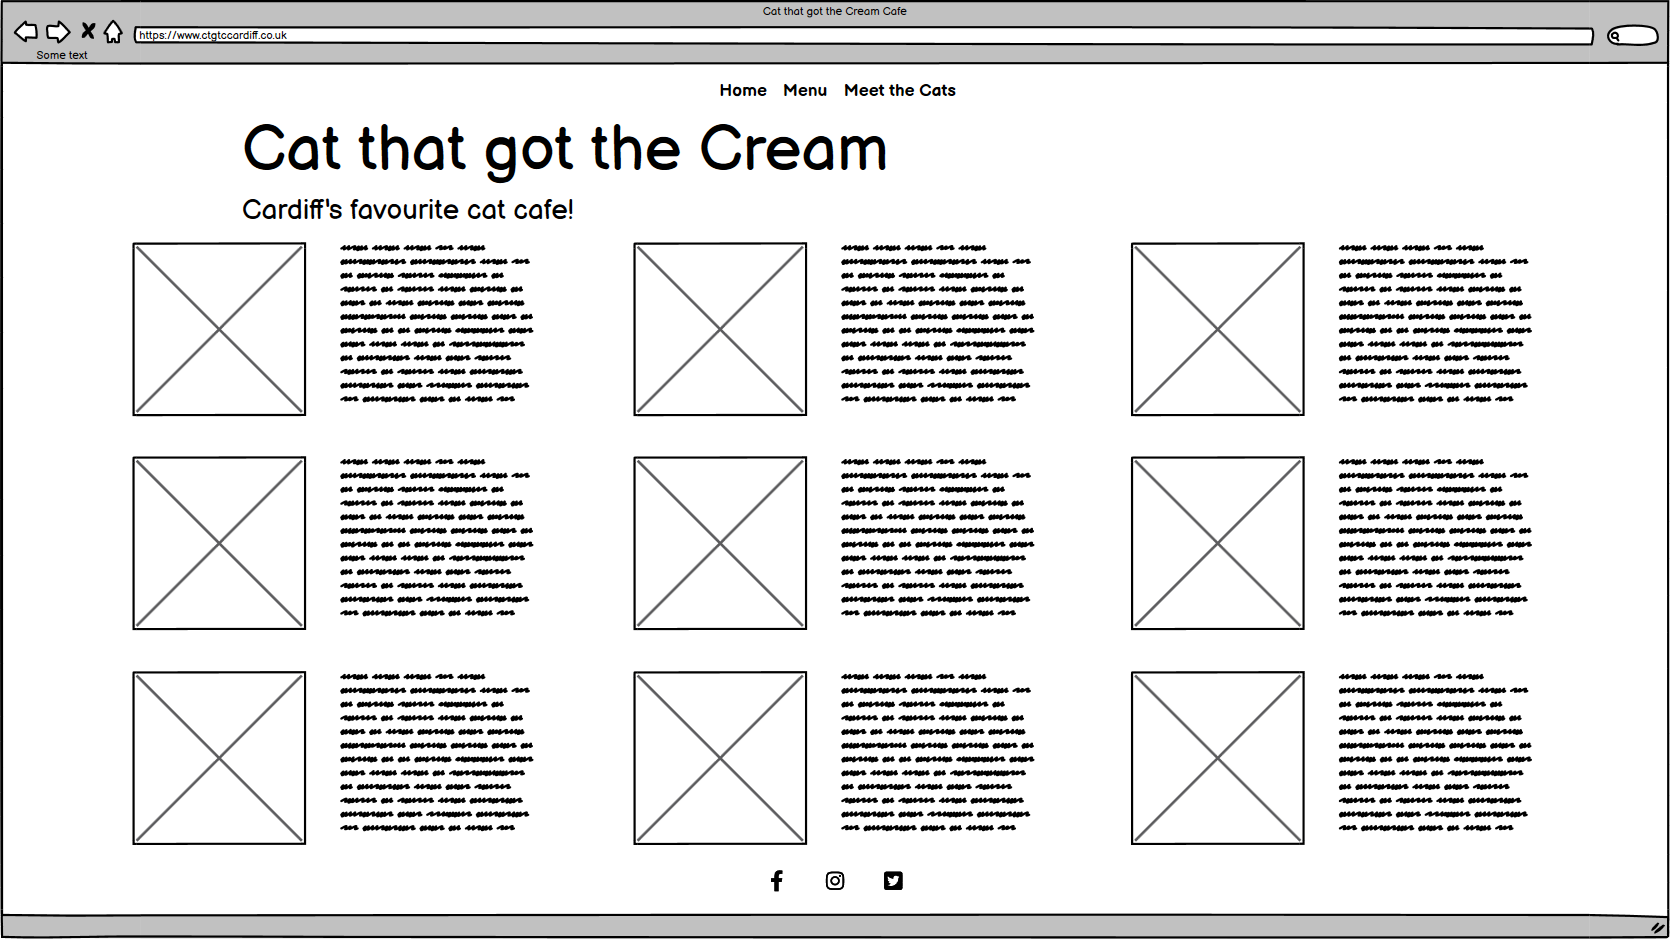 Cat that got the Cream Cafe
https://www.ctgtccardiff.co.uk
Some text
Home Menu Meet the Cats
Cat that got the Cream
Cardiff's favourite cat cafe!